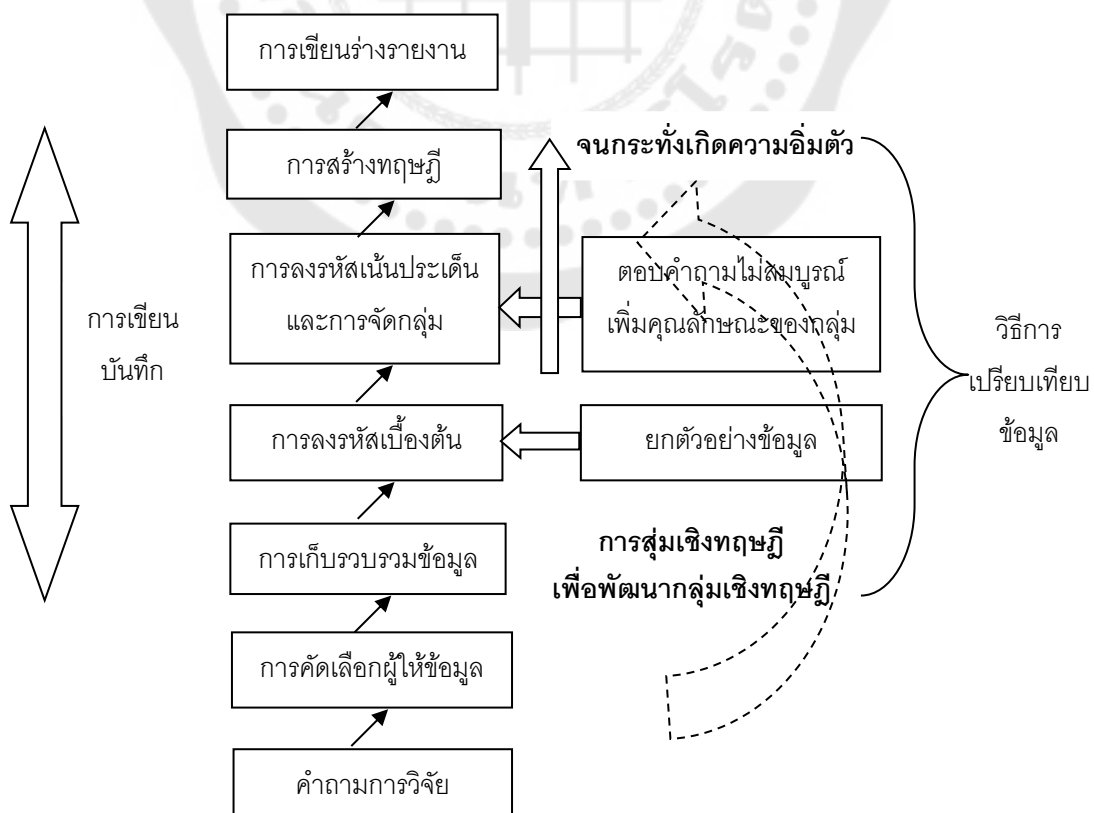 การเขียนร่างรายงาน
จนกระทั่งเกิดความอิ่มตัว
การสร้างทฤษฎี
การลงรหัสเน้นประเด็น
และการจัดกลุ่ม
ตอบคำถามไม่สมบูรณ์
เพิ่มคุณลักษณะของกลุ่ม
การเขียน
บันทึก
วิธีการ
เปรียบเทียบ
ข้อมูล
การลงรหัสเบื้องต้น
ยกตัวอย่างข้อมูล
การเก็บรวบรวมข้อมูล
การสุ่มเชิงทฤษฎี
เพื่อพัฒนากลุ่มเชิงทฤษฎี
การคัดเลือกผู้ให้ข้อมูล
คำถามการวิจัย